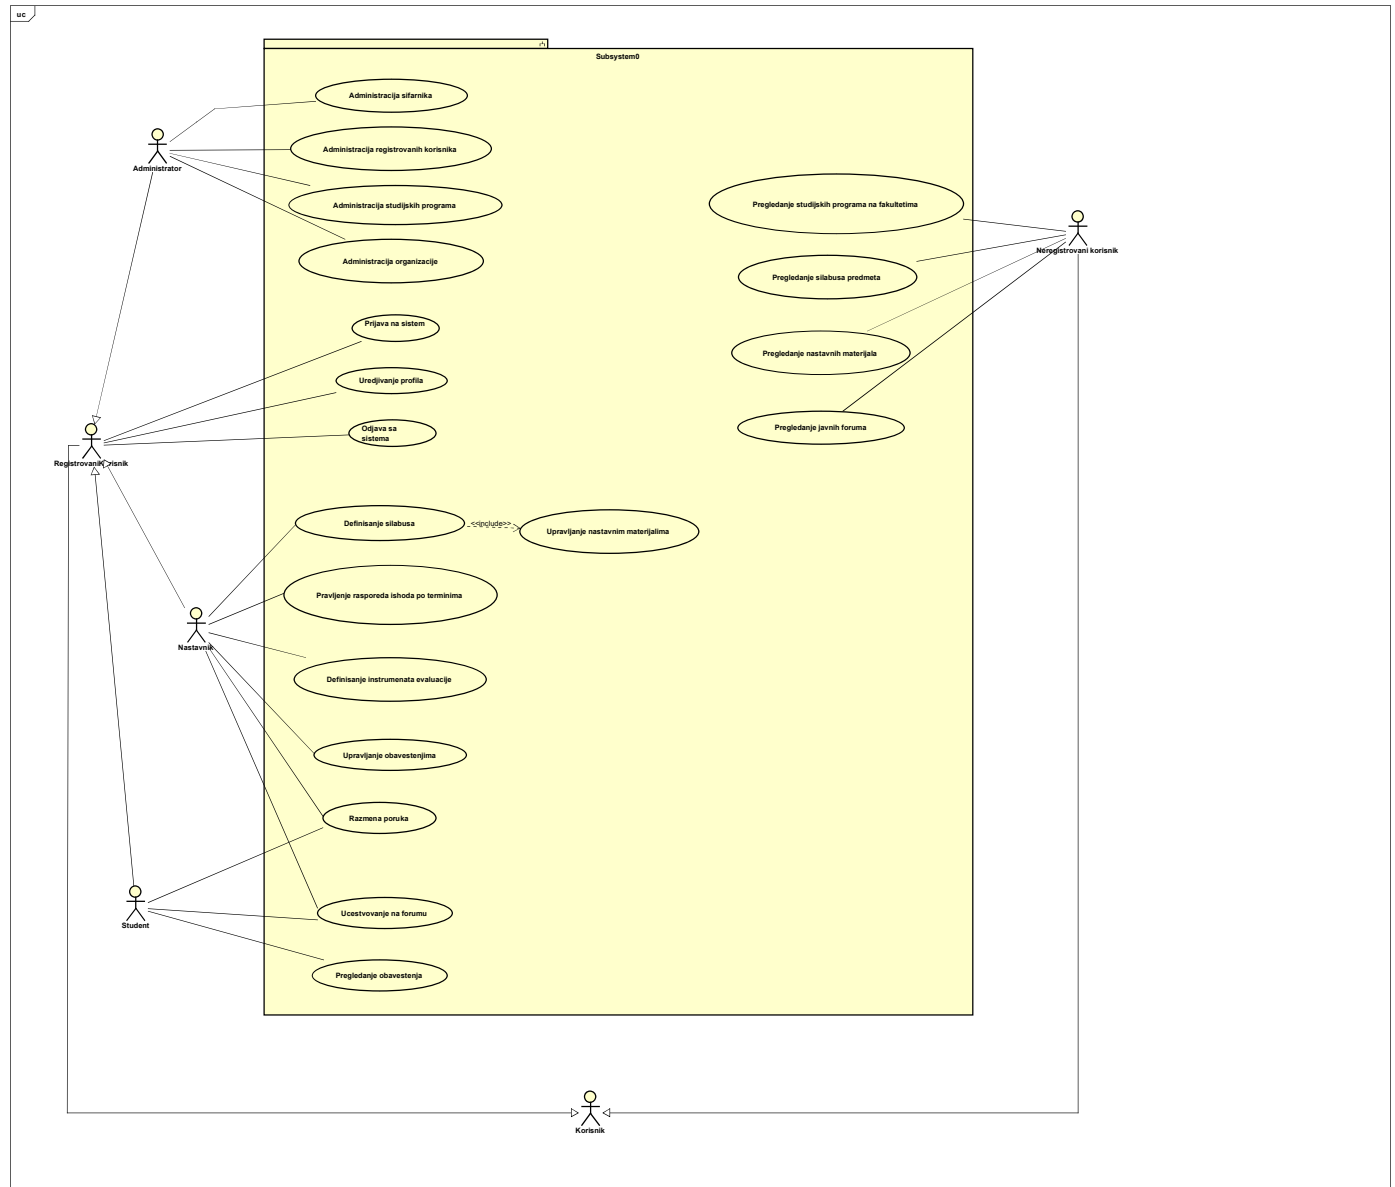 uc
Subsystem0
Administracija sifarnika
Administracija registrovanih korisnika
Administrator
Administracija studijskih programa
Pregledanje studijskih programa na fakultetima
Neregistrovani korisnik
Administracija organizacije
Pregledanje silabusa predmeta
Prijava na sistem
Pregledanje nastavnih materijala
Uredjivanje profila
Odjava sa
sistema
Pregledanje javnih foruma
RegistrovaniKorisnik
Definisanje silabusa
<<include>>
Upravljanje nastavnim materijalima
Pravljenje rasporeda ishoda po terminima
Nastavnik
Definisanje instrumenata evaluacije
Upravljanje obavestenjima
Razmena poruka
Ucestvovanje na forumu
Student
Pregledanje obavestenja
Korisnik